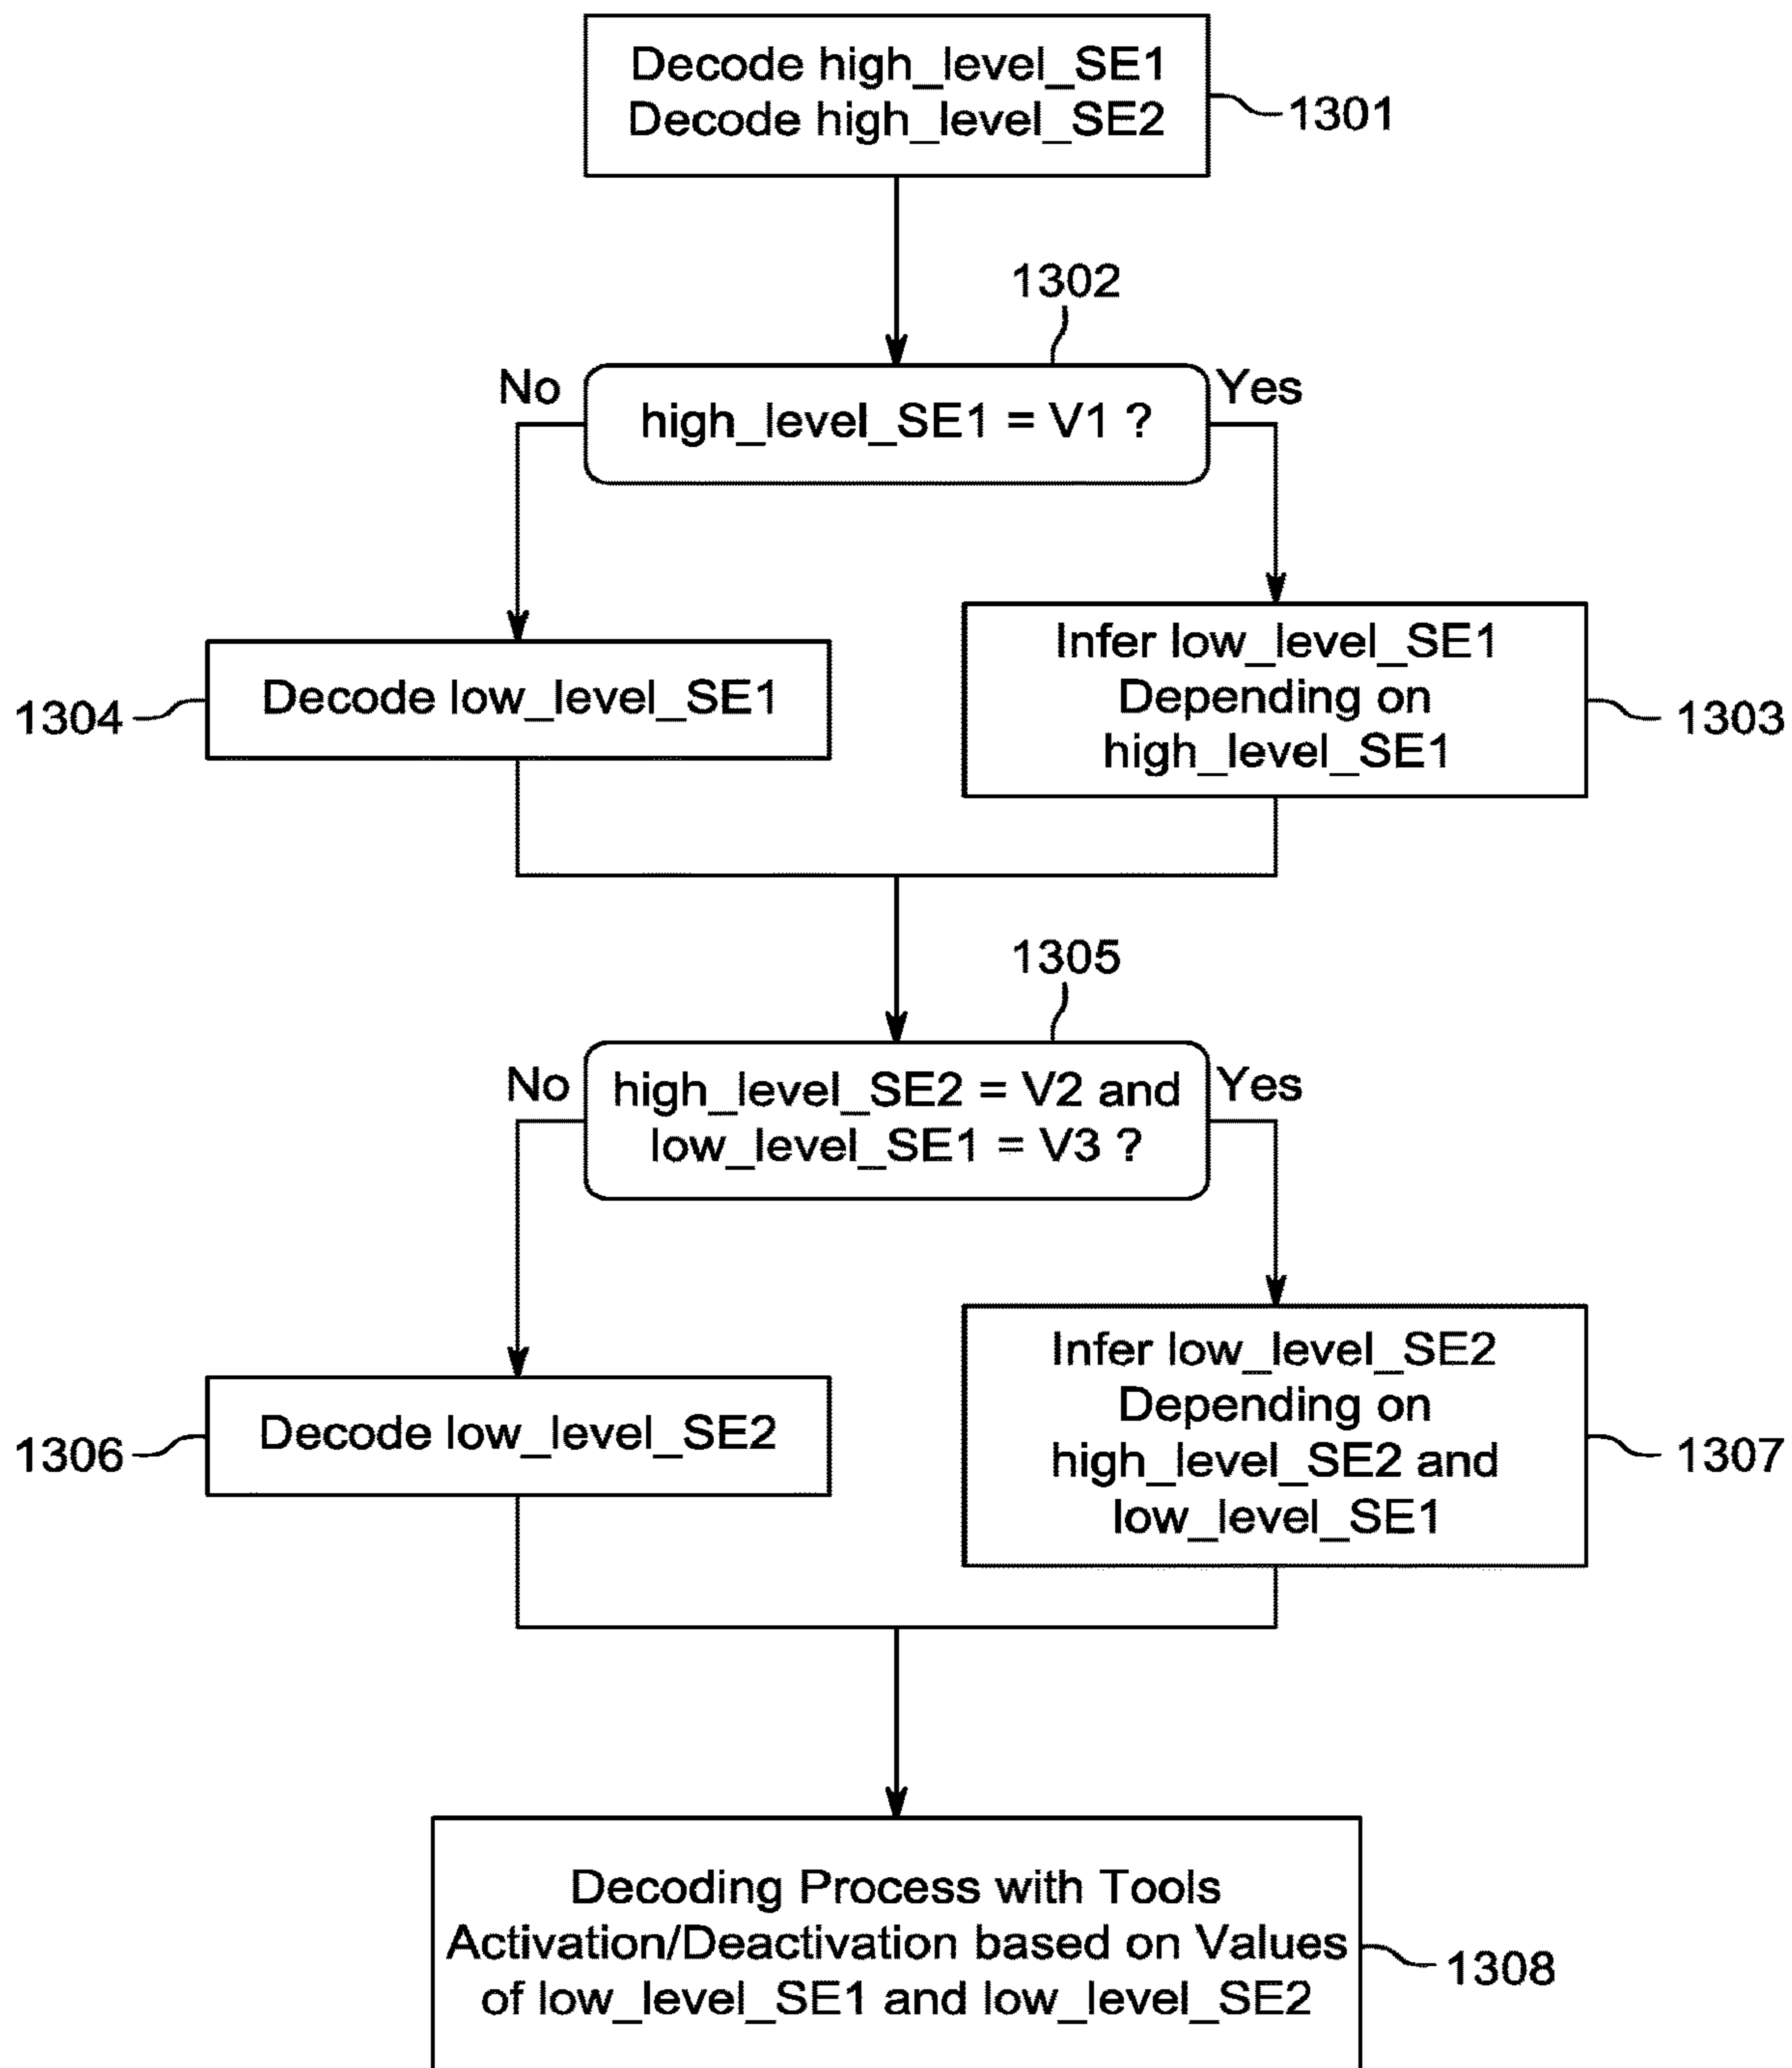 Decode high_level_SE1
Decode high_level_SE2
1301
1302
No
high_level_SE1 = V1 ?
Yes
1304
Decode low_level_SE1
Infer low_level_SE1
Depending on
high_level_SE1
1303
1305
No
high_level_SE2 = V2 and
low_level_SE1 = V3 ?
Yes
1306
Decode low_level_SE2
Infer low_level_SE2
Depending on
high_level_SE2 and
low_level_SE1
1307
Decoding Process with Tools
Activation/Deactivation based on Values
of low_level_SE1 and low_level_SE2
1308